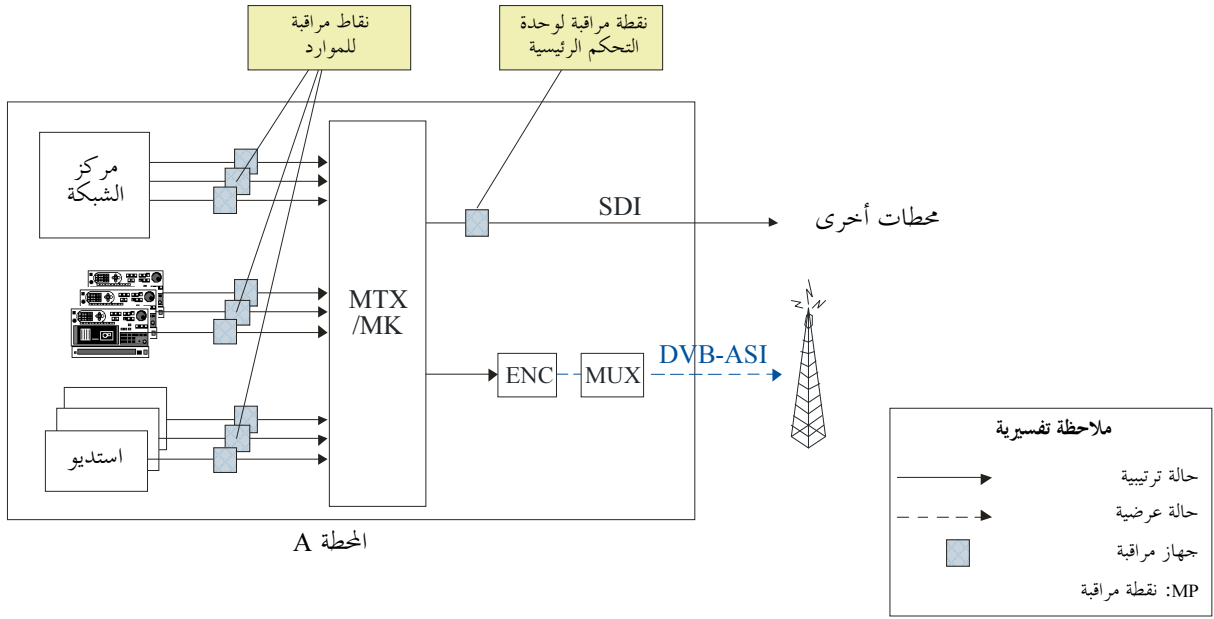 نقاط مراقبة
للموارد
نقطة مراقبة لوحدة
التحكم الرئيسية
مركز
الشبكة
MTX
/MK
SDI
محطات أخرى
ENC
MUX
DVB-ASI
استديو
المحطة A
ملاحظة تفسيرية
حالة ترتيبية
حالة عرضية
جهاز مراقبة
MP: نقطة مراقبة